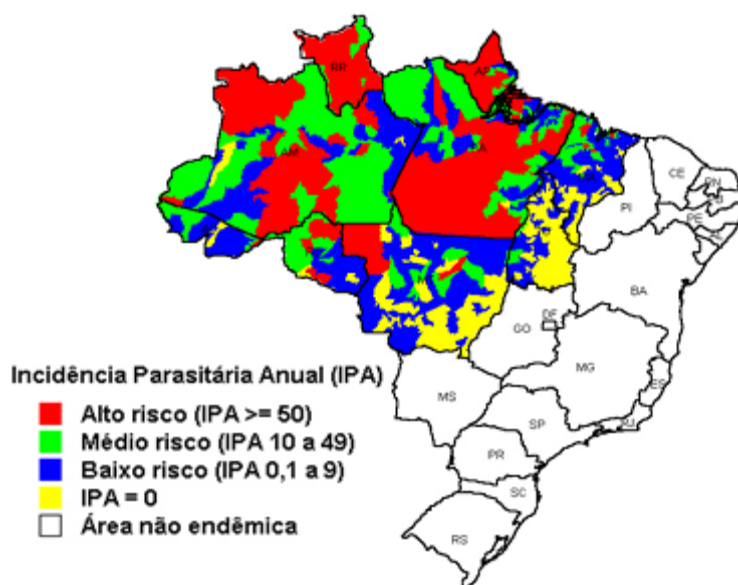 RR
AP
AM
PA
CE
RN
PB
PI
PE
AL
BA
DF
GO
MG
ES
MS
SP
RJ
PR
SC
RS
Incidência Parasitária Anual (IPA)
Alto risco (IPA >= 50)
Médio risco (IPA 10 a 49)
Baixo risco (IPA 0,1 a 9)
IPA = 0
Área não endêmica